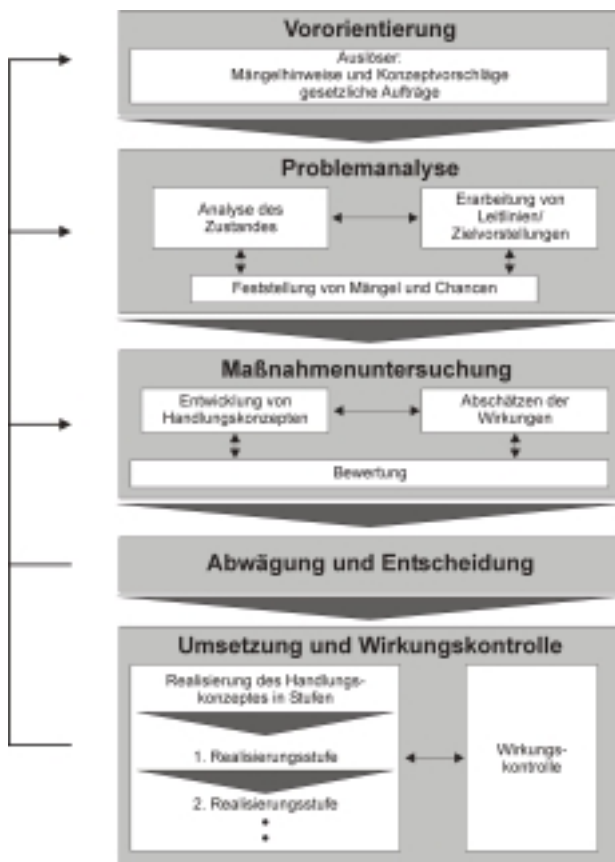 Vororientierung
Auslöser:
Mängelhinweise und Konzeptvorschläge
gesetzliche Aufträge
Problemanalyse
Analyse des
Zustandes
Erarbeitung von
Leitlinien/
Zielvorstellungen
Feststellung von Mängel und Chancen
Maßnahmenuntersuchung
Entwicklung von
Handlungskonzepten
Abschätzen der
Wirkungen
Bewertung
Abwägung und Entscheidung
Umsetzung und Wirkungskontrolle
Realisierung des Handlungs-
konzeptes in Stufen
1. Realisierungsstufe
2. Realisierungsstufe
Wirkungs-
kontrolle